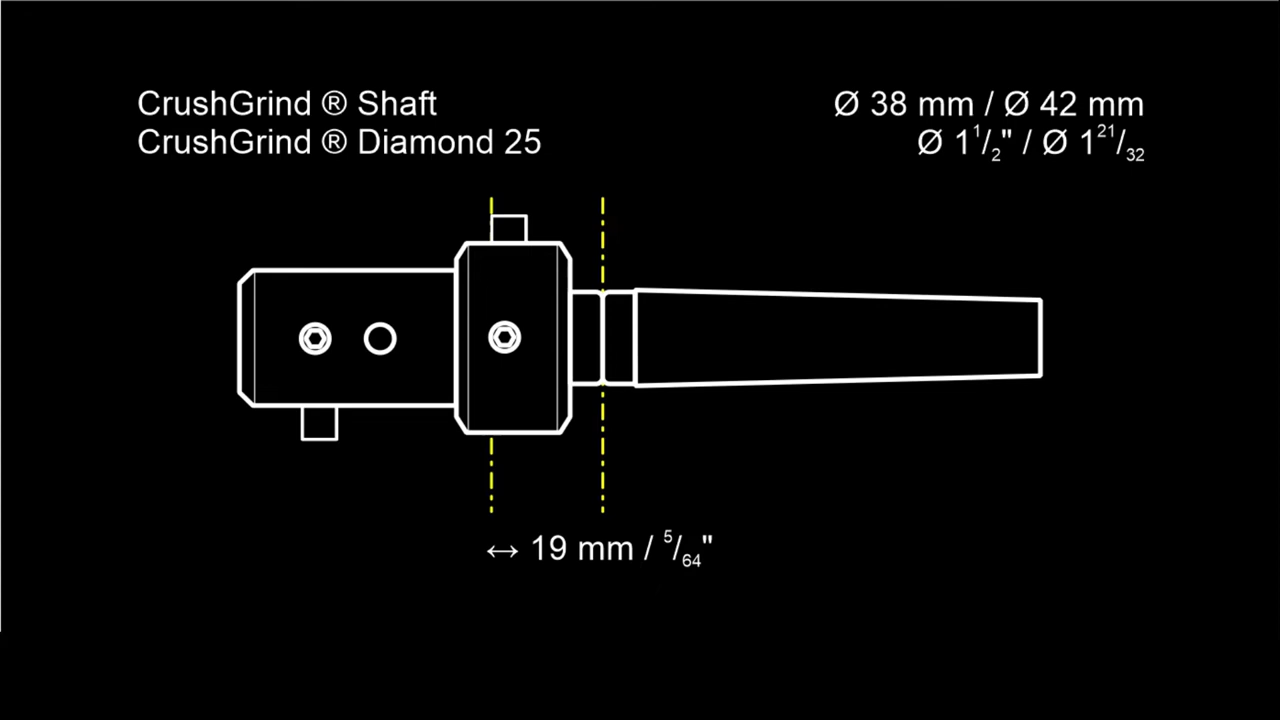 CrushGrind ® Shaft
CrushGrind ® Diamond 25
Ø 38 mm / Ø 42 mm
Ø 1 1/2" / Ø 1 21/32
↔ 19 mm / 5/64"